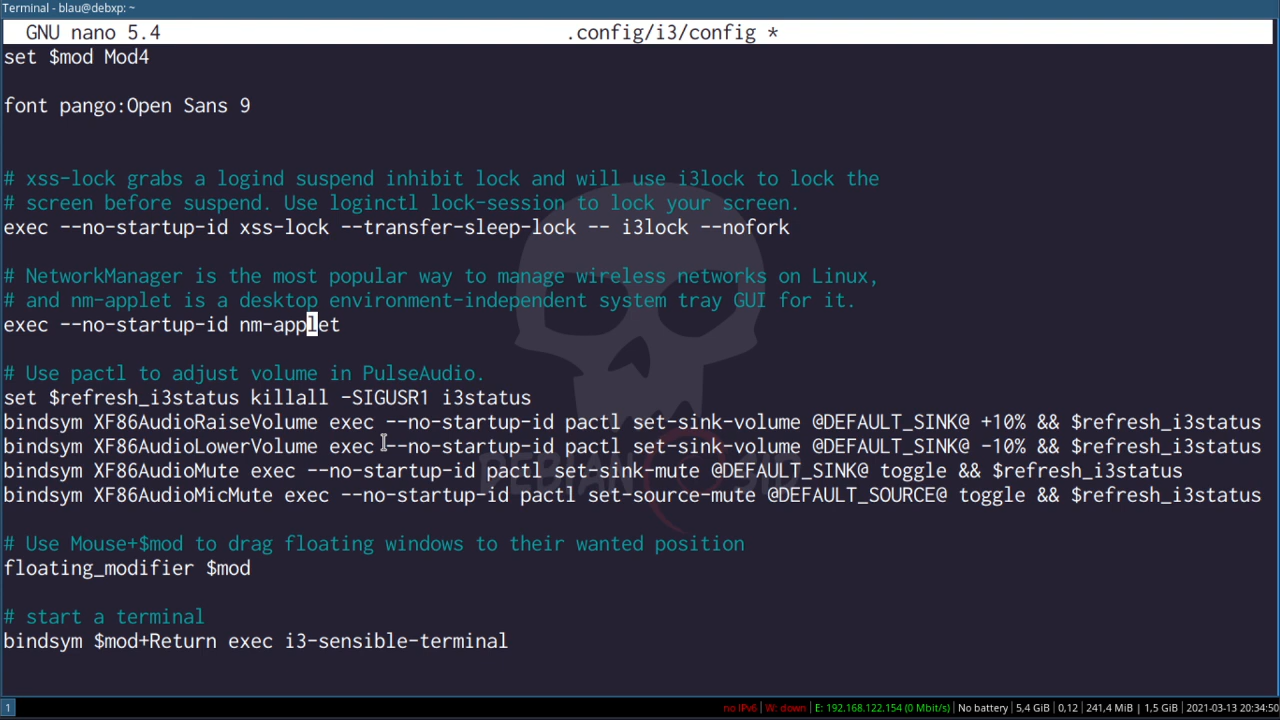 Terminal - blau@debxp: ~
GNU nano 5.4 .config/i3/config *
set $mod Mod4
font pango:Open Sans 9
# xss-lock grabs a logind suspend inhibit lock and will use i3lock to lock the
# screen before suspend. Use loginctl lock-session to lock your screen.
exec --no-startup-id xss-lock --transfer-sleep-lock -- i3lock --nofork
# NetworkManager is the most popular way to manage wireless networks on Linux,
# and nm-applet is a desktop environment-independent system tray GUI for it.
exec --no-startup-id nm-applet
# Use pactl to adjust volume in PulseAudio.
set $refresh_i3status killall -SIGUSR1 i3status
bindsym XF86AudioRaiseVolume exec --no-startup-id pactl set-sink-volume @DEFAULT_SINK@ +10% && $refresh_i3status
bindsym XF86AudioLowerVolume exec --no-startup-id pactl set-sink-volume @DEFAULT_SINK@ -10% && $refresh_i3status
bindsym XF86AudioMute exec --no-startup-id pactl set-sink-mute @DEFAULT_SINK@ toggle && $refresh_i3status
bindsym XF86AudioMicMute exec --no-startup-id pactl set-source-mute @DEFAULT_SOURCE@ toggle && $refresh_i3status
DEBIAN SID
# Use Mouse+$mod to drag floating windows to their wanted position
floating_modifier $mod
# start a terminal
bindsym $mod+Return exec i3-sensible-terminal
1 no IPv6 | W: down | E: 192.168.122.154 (0 Mbit/s) | No battery | 5,4 GiB | 0,12 | 241,4 MiB | 1,5 GiB | 2021-03-13 20:34:50